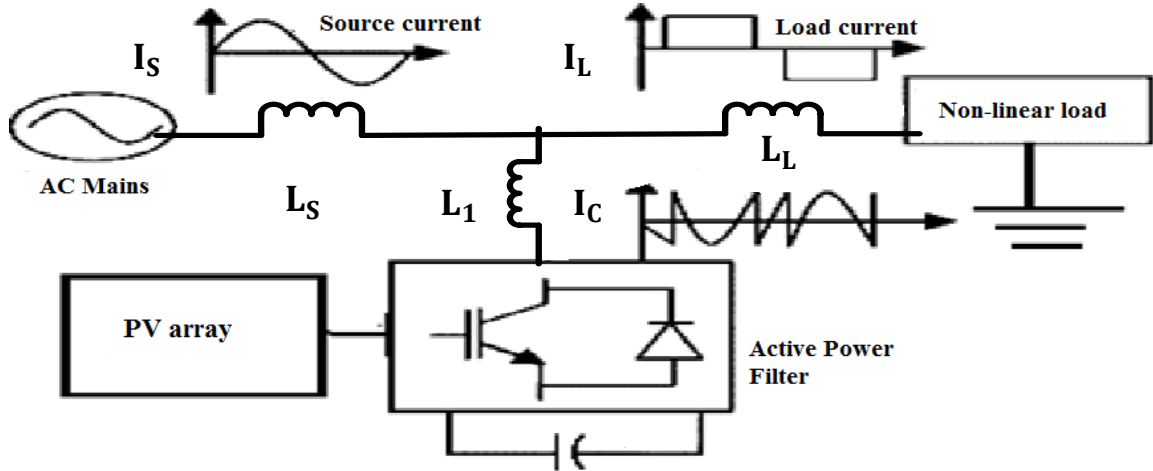 Source current
Load current
I_S
I_L
Non-linear load
AC Mains
L_S
L_1
I_C
L_L
PV array
Active Power
Filter